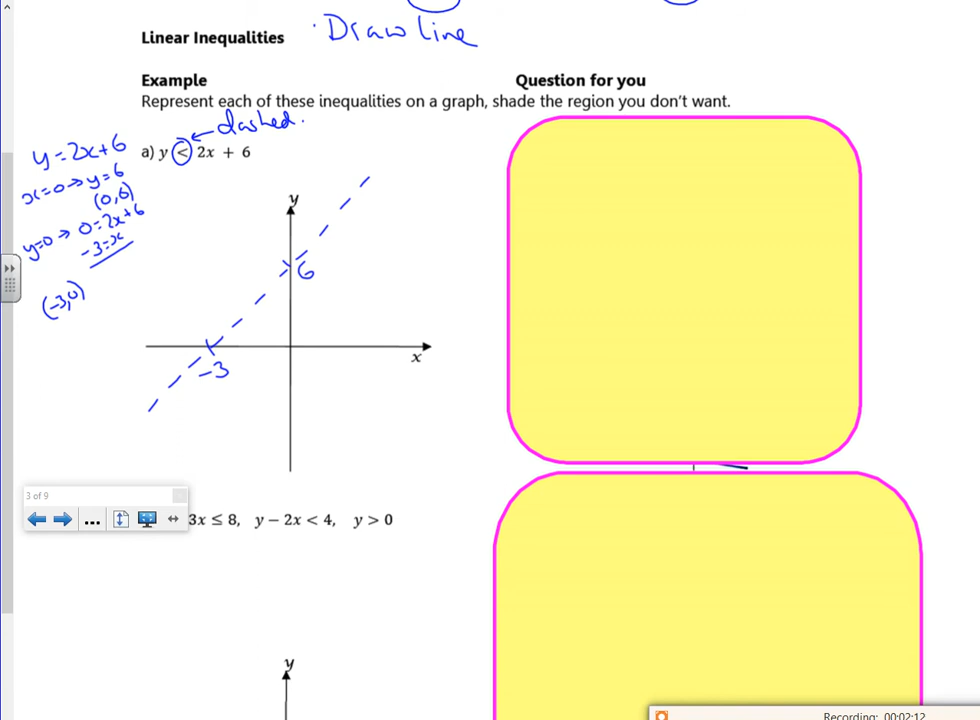 Linear Inequalities
· Draw line
Example
Question for you
Represent each of these inequalities on a graph, shade the region you don't want.
← dashed.
a) y < 2x + 6
y = 2x + 6
x=0 → y = 6
(0,6)
y=0 → 0=2x+6
-3=x
(-3,0)
y
6
x
-3
3 of 9
...
3x ≤ 8, y – 2x < 4, y > 0
y
Recording: 00:02:12